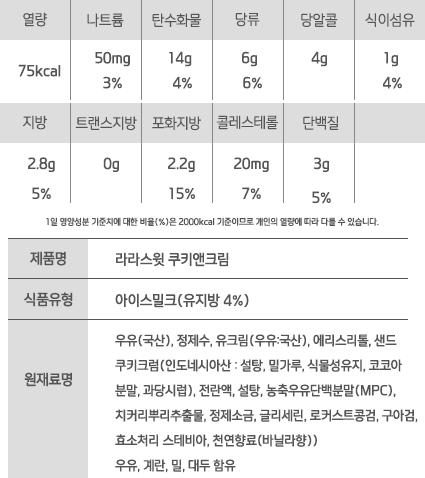 열량 나트륨 탄수화물 당류 당알콜 식이섬유
75kcal 50mg 3% 14g 4% 6g 6% 4g 1g 4%
지방 트랜스지방 포화지방 콜레스테롤 단백질
2.8g 0g 2.2g 20mg 3g
5% 15% 7% 5%
1일 영양성분 기준치에 대한 비율(%)은 2000kcal 기준이므로 개인의 열량에 따라 다를 수 있습니다.
제품명 라라스윗 쿠키앤크림
식품유형 아이스밀크(유지방 4%)
원재료명
우유(국산), 정제수, 유크림(우유:국산), 에리스리톨, 샌드
쿠키크럼(인도네시아산 : 설탕, 밀가루, 식물성유지, 코코아
분말, 과당시럽), 전란액, 설탕, 농축우유단백분말(MPC),
치커리뿌리추출물, 정제소금, 글리세린, 로커스트콩검, 구아검,
효소처리 스테비아, 천연향료(바닐라향))
우유, 계란, 밀, 대두 함유